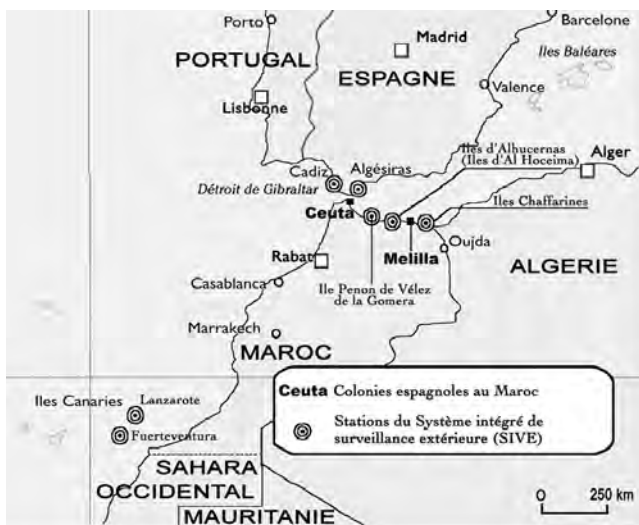 Porto
Barcelone
Madrid
PORTUGAL
Iles Baléares
ESPAGNE
Valence
Lisbonne
Iles d'Alhucernas
(Iles d'Al Hoceima)
Alger
Cadiz
Algésiras
Détroit de Gibraltar
Iles Chaffarines
Ceuta
Oujda
Melilla
Rabat
ALGERIE
Casablanca
Ile Penon de Vélez
de la Gomera
Marrakech
MAROC
Ceuta Colonies espagnoles au Maroc
Iles Canaries
Lanzarote
Stations du Système intégré de
surveillance extérieure (SIVE)
Fuerteventura
SAHARA
OCCIDENTAL
MAURITANIE
0 250 km